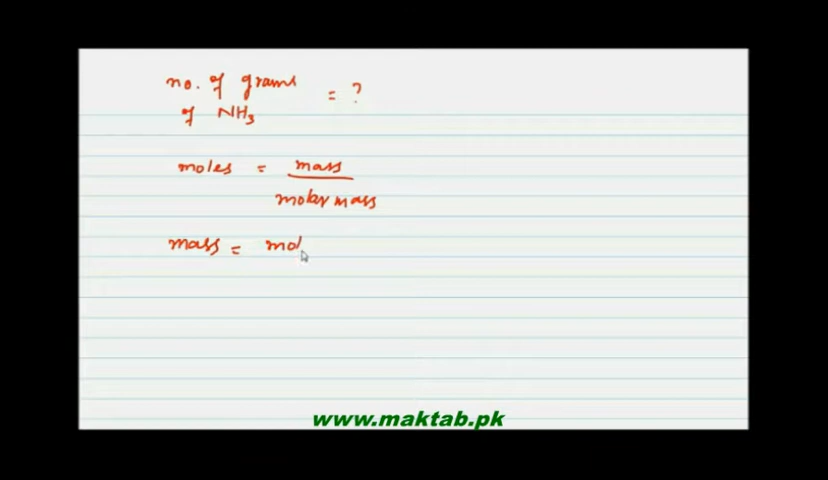 no. of grams
of NH3 = ?
moles = mass
molar mass
mass = mol
www.maktab.pk